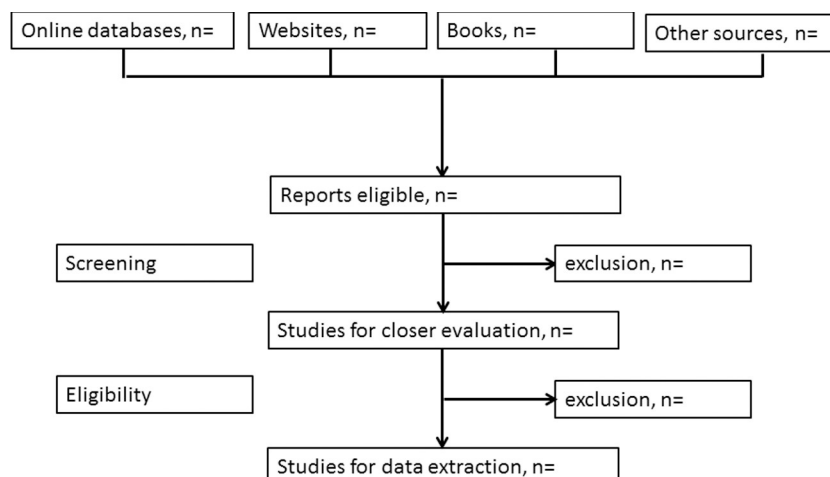 Online databases, n=
Websites, n=
Books, n=
Other sources, n=
Reports eligible, n=
Screening
exclusion, n=
Studies for closer evaluation, n=
Eligibility
exclusion, n=
Studies for data extraction, n=